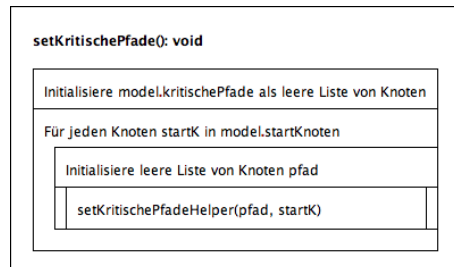 setKritischePfade(): void
Initialisiere model.kritischePfade als leere Liste von Knoten
Für jeden Knoten startK in model.startKnoten
Initialisiere leere Liste von Knoten pfad
setKritischePfadeHelper(pfad, startK)